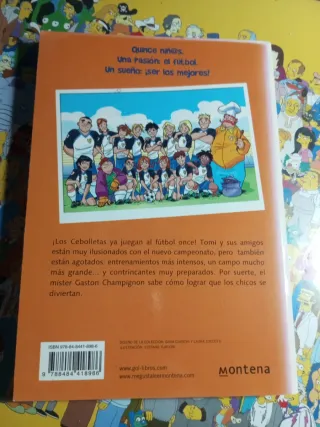 Quince niñ@s.
Una pasión: el fútbol.
Un sueño: ¡ser los mejores!
¡Los Cebolletas ya juegan al fútbol once! Tomi y sus amigos
están muy ilusionados con el nuevo campeonato, pero también
están agotados: entrenamientos más intensos, un campo mucho
más grande... y contrincantes muy preparados. Por suerte, el
míster Gaston Champignon sabe cómo lograr que los chicos se
diviertan.
www.megustaleer
montena